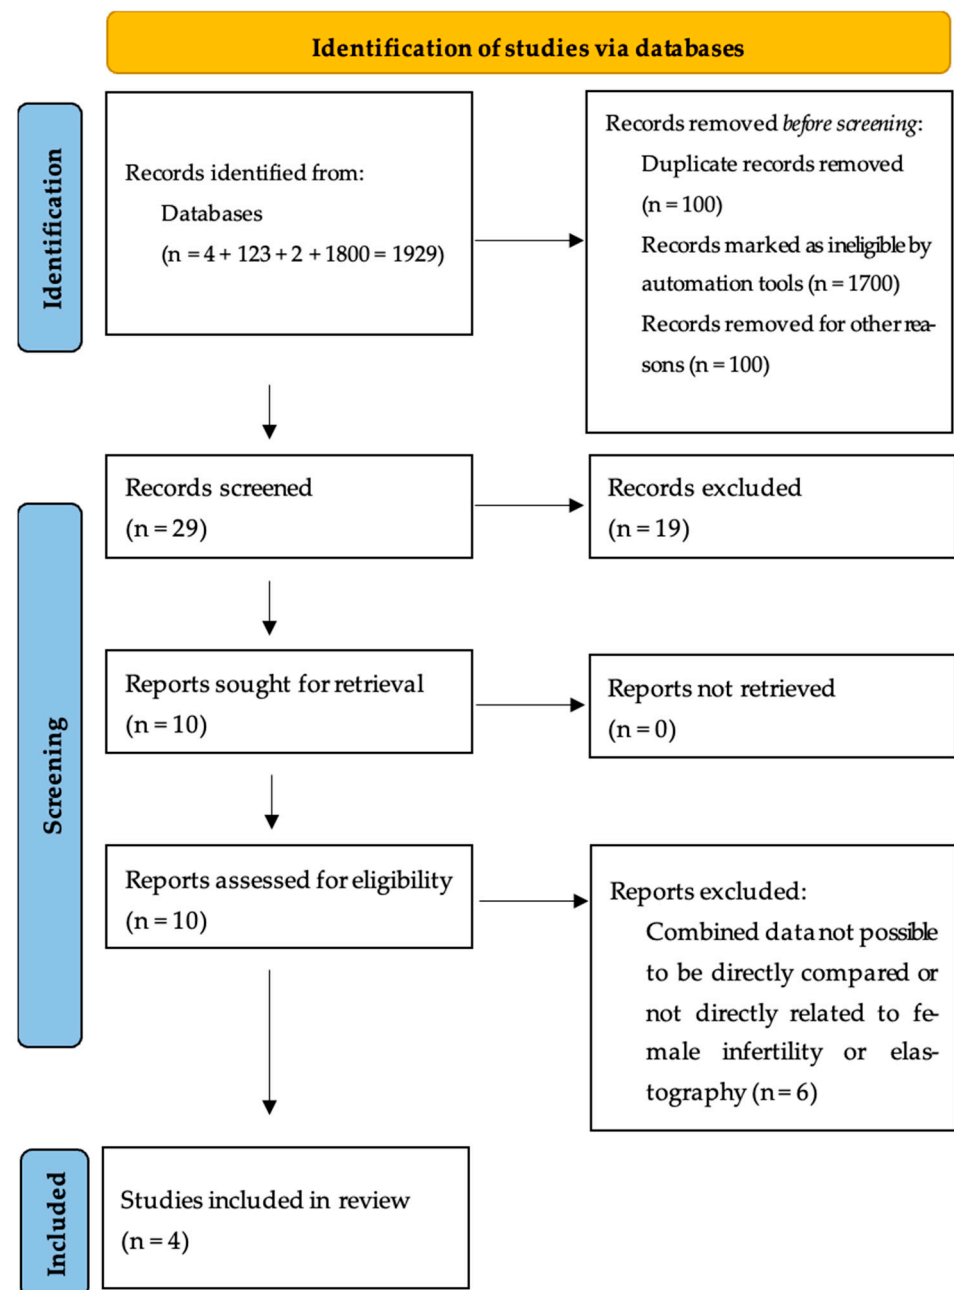 Identification of studies via databases
Identification
Records identified from:
Databases
(n = 4 + 123 + 2 + 1800 = 1929)
Records removed before screening:
Duplicate records removed
(n = 100)
Records marked as ineligible by
automation tools (n = 1700)
Records removed for other rea-
sons (n = 100)
Screening
Records screened
(n = 29)
Records excluded
(n = 19)
Reports sought for retrieval
(n = 10)
Reports not retrieved
(n = 0)
Reports assessed for eligibility
(n = 10)
Reports excluded:
Combined data not possible
to be directly compared or
not directly related to fe-
male infertility or elas-
tography (n = 6)
Included
Studies included in review
(n = 4)